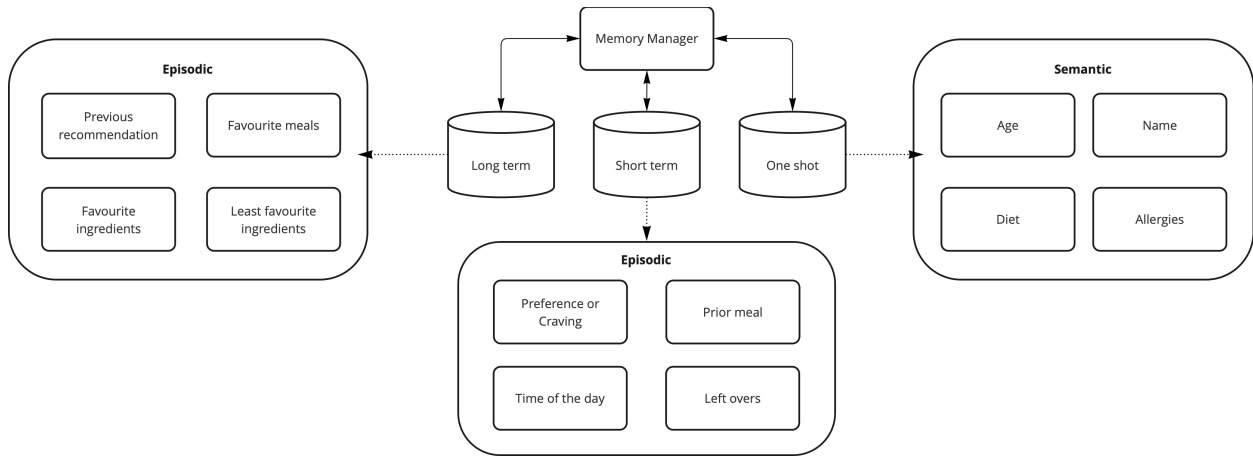 Memory Manager
Episodic
Previous
recommendation
Favourite meals
Favourite
ingredients
Least favourite
ingredients
Long term
Short term
One shot
Semantic
Age
Name
Diet
Allergies
Episodic
Preference or
Craving
Prior meal
Time of the day
Left overs